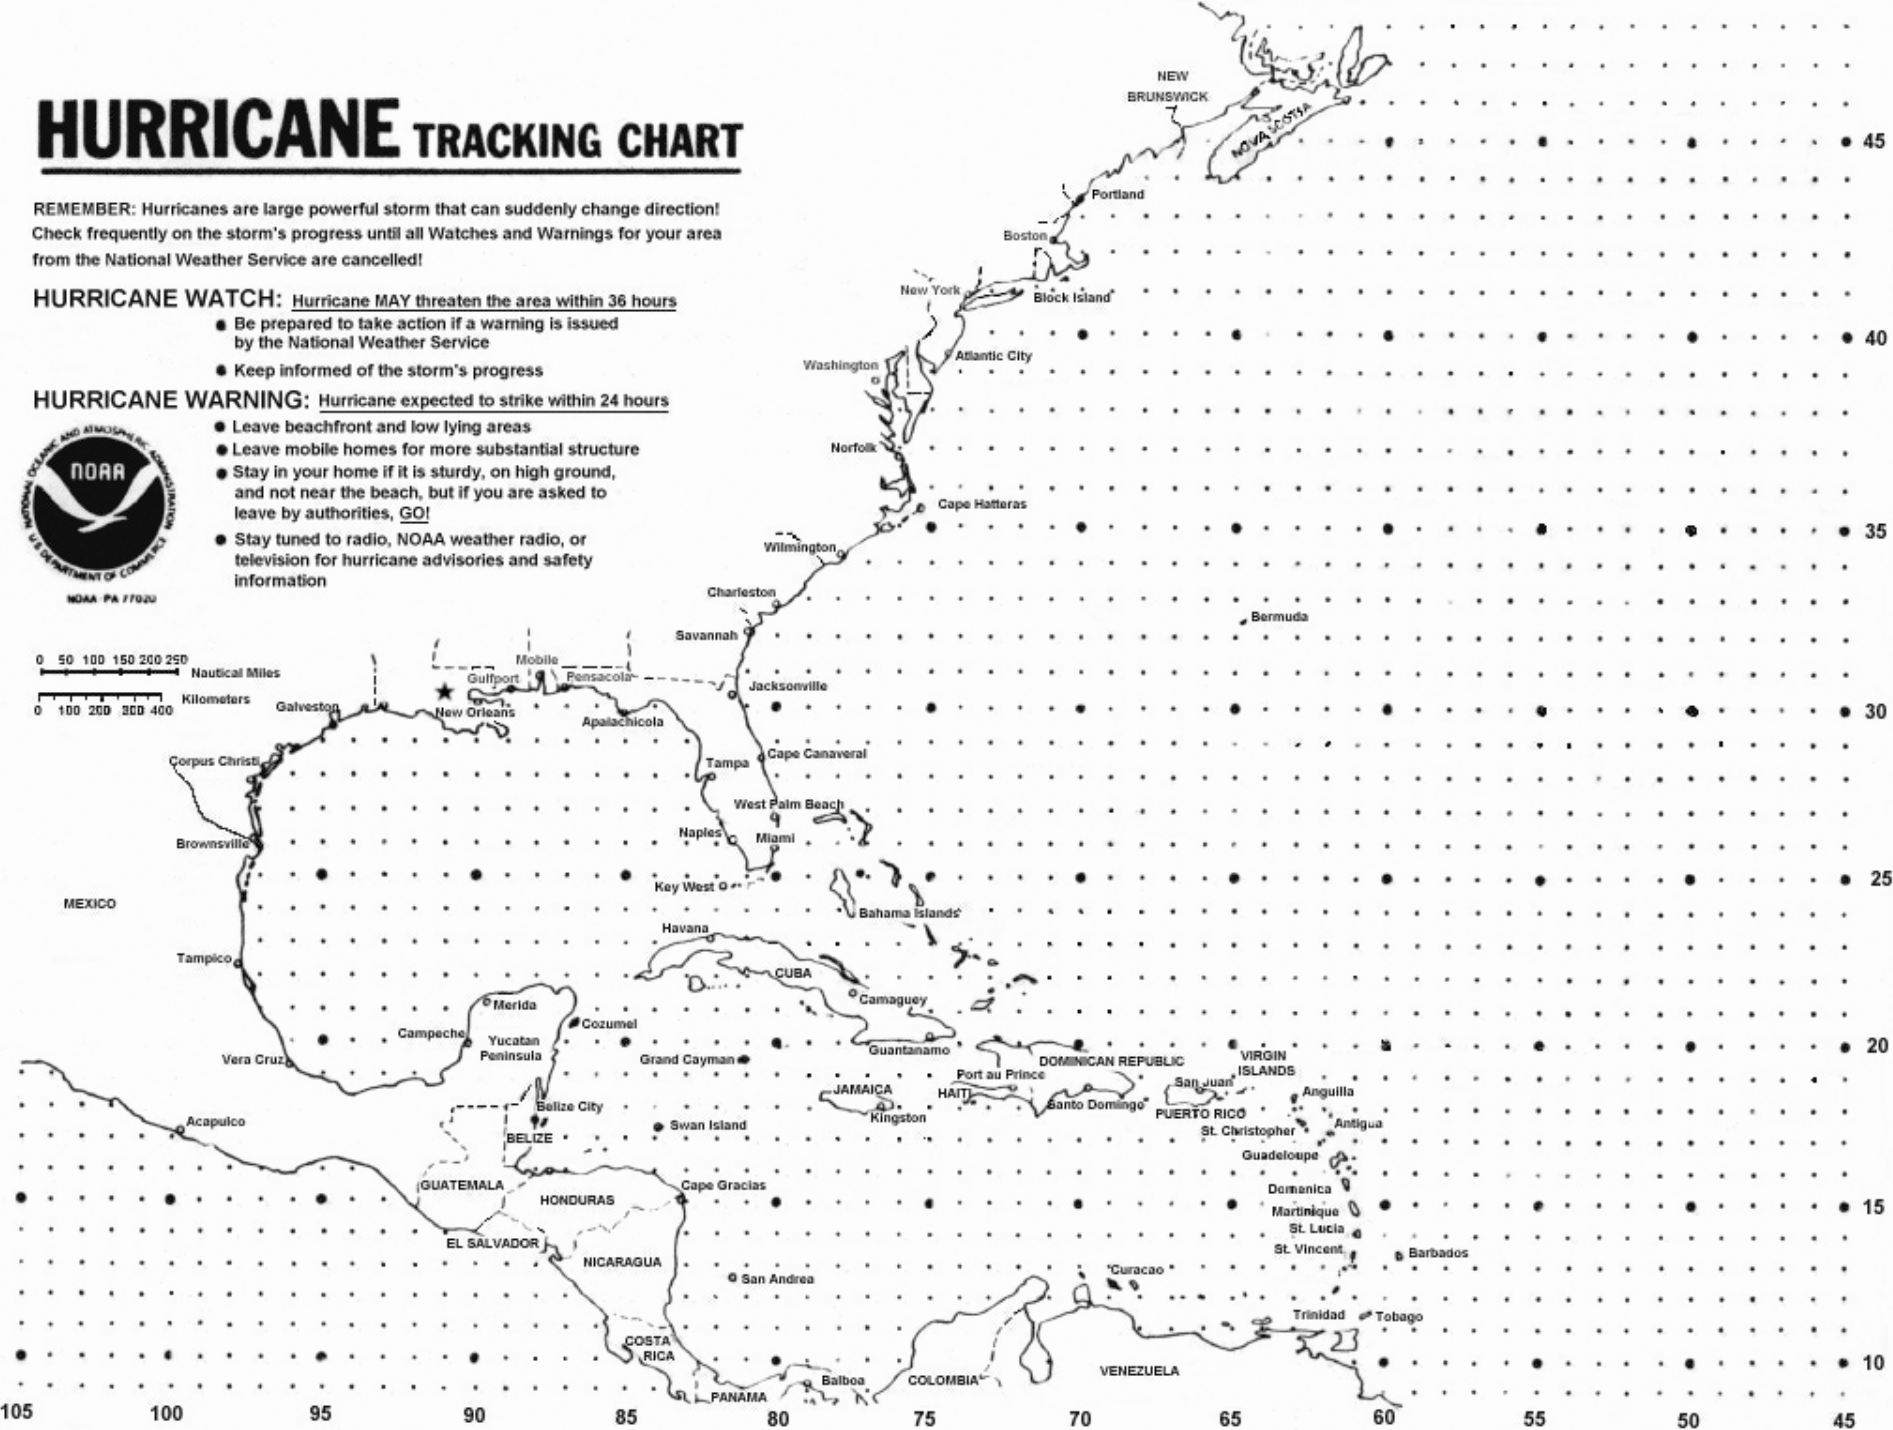 HURRICANE TRACKING CHART
REMEMBER: Hurricanes are large powerful storm that can suddenly change direction!
Check frequently on the storm's progress until all Watches and Warnings for your area
from the National Weather Service are cancelled!
HURRICANE WATCH: Hurricane MAY threaten the area within 36 hours
● Be prepared to take action if a warning is issued
by the National Weather Service
● Keep informed of the storm's progress
HURRICANE WARNING: Hurricane expected to strike within 24 hours
● Leave beachfront and low lying areas
● Leave mobile homes for more substantial structure
● Stay in your home if it is sturdy, on high ground,
and not near the beach, but if you are asked to
leave by authorities, GO!
● Stay tuned to radio, NOAA weather radio, or
television for hurricane advisories and safety
information
NATIONAL OCEANIC AND ATMOSPHERIC ADMINISTRATION
NOAA
U.S. DEPARTMENT OF COMMERCE
NOAA PA 77020
0 50 100 150 200 250
Nautical Miles
Kilometers
0 100 200 300 400
NEW
BRUNSWICK
NOVA SCOTIA
45
Portland
Boston
New York
Block Island
40
Atlantic City
Washington
Norfolk
Cape Hatteras
35
Wilmington
Charleston
Bermuda
Savannah
Mobile
Gulfport
Pensacola
Jacksonville
Galveston
New Orleans
Apalachicola
30
Cape Canaveral
Corpus Christi
Tampa
West Palm Beach
Naples
Miami
Brownsville
Key West
25
MEXICO
Bahama Islands
Havana
Tampico
CUBA
Camaguey
Merida
Cozumel
Campeche
Yucatan
Peninsula
Guantanamo
20
Vera Cruz
Grand Cayman
DOMINICAN REPUBLIC
VIRGIN
ISLANDS
Port au Prince
San Juan
JAMAICA
HAITI
Anguilla
Belize City
Santo Domingo
PUERTO RICO
Kingston
Acapulco
Swan Island
St. Christopher
Antigua
BELIZE
Guadeloupe
GUATEMALA
Cape Gracias
Domenica
HONDURAS
Martinique
15
St. Lucia
EL SALVADOR
St. Vincent
Barbados
NICARAGUA
San Andrea
Curacao
Trinidad
Tobago
COSTA
RICA
10
VENEZUELA
Balboa
COLOMBIA
PANAMA
105 100 95 90 85 80 75 70 65 60 55 50 45